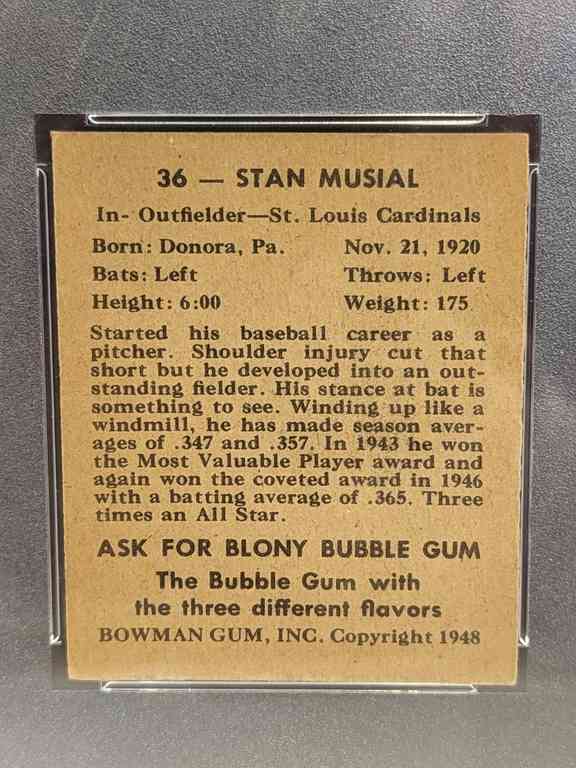 36 — STAN MUSIAL
In- Outfielder—St. Louis Cardinals
Born: Donora, Pa. Nov. 21, 1920
Bats: Left Throws: Left
Height: 6:00 Weight: 175
Started his baseball career as a
pitcher. Shoulder injury cut that
short but he developed into an out-
standing fielder. His stance at bat is
something to see. Winding up like a
windmill, he has made season aver-
ages of .347 and .357. In 1943 he won
the Most Valuable Player award and
again won the coveted award in 1946
with a batting average of .365. Three
times an All Star.
ASK FOR BLONY BUBBLE GUM
The Bubble Gum with
the three different flavors
BOWMAN GUM, INC. Copyright 1948